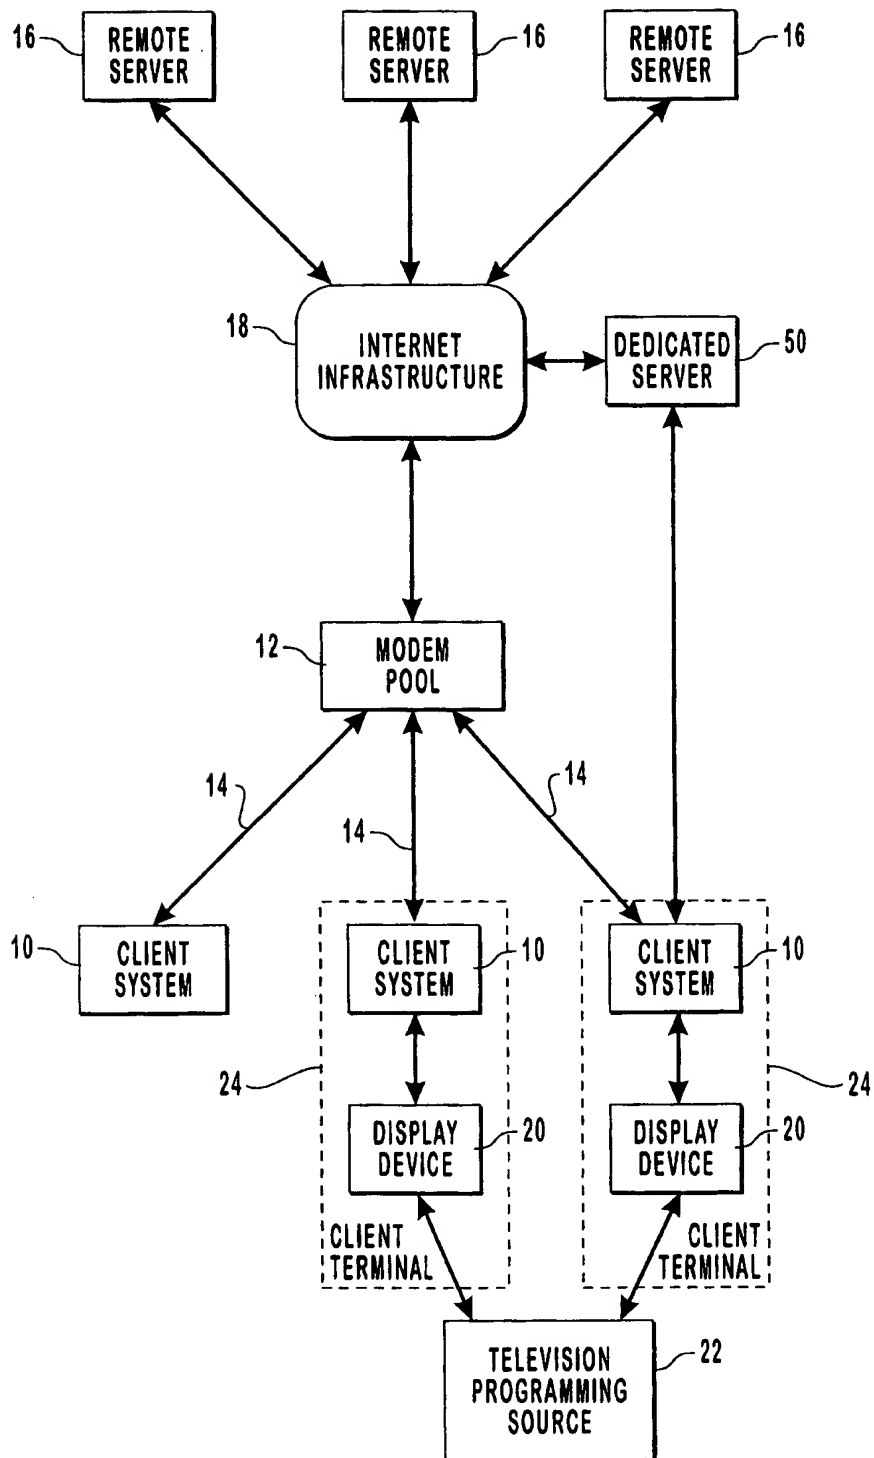 16 REMOTE SERVER
REMOTE SERVER 16
REMOTE SERVER 16
18
INTERNET
INFRASTRUCTURE
DEDICATED
SERVER
50
12
MODEM
POOL
14
14
14
10
CLIENT
SYSTEM
CLIENT
SYSTEM
10
CLIENT
SYSTEM
10
24
24
DISPLAY
DEVICE
20
DISPLAY
DEVICE
20
CLIENT
TERMINAL
CLIENT
TERMINAL
TELEVISION
PROGRAMMING
SOURCE
22